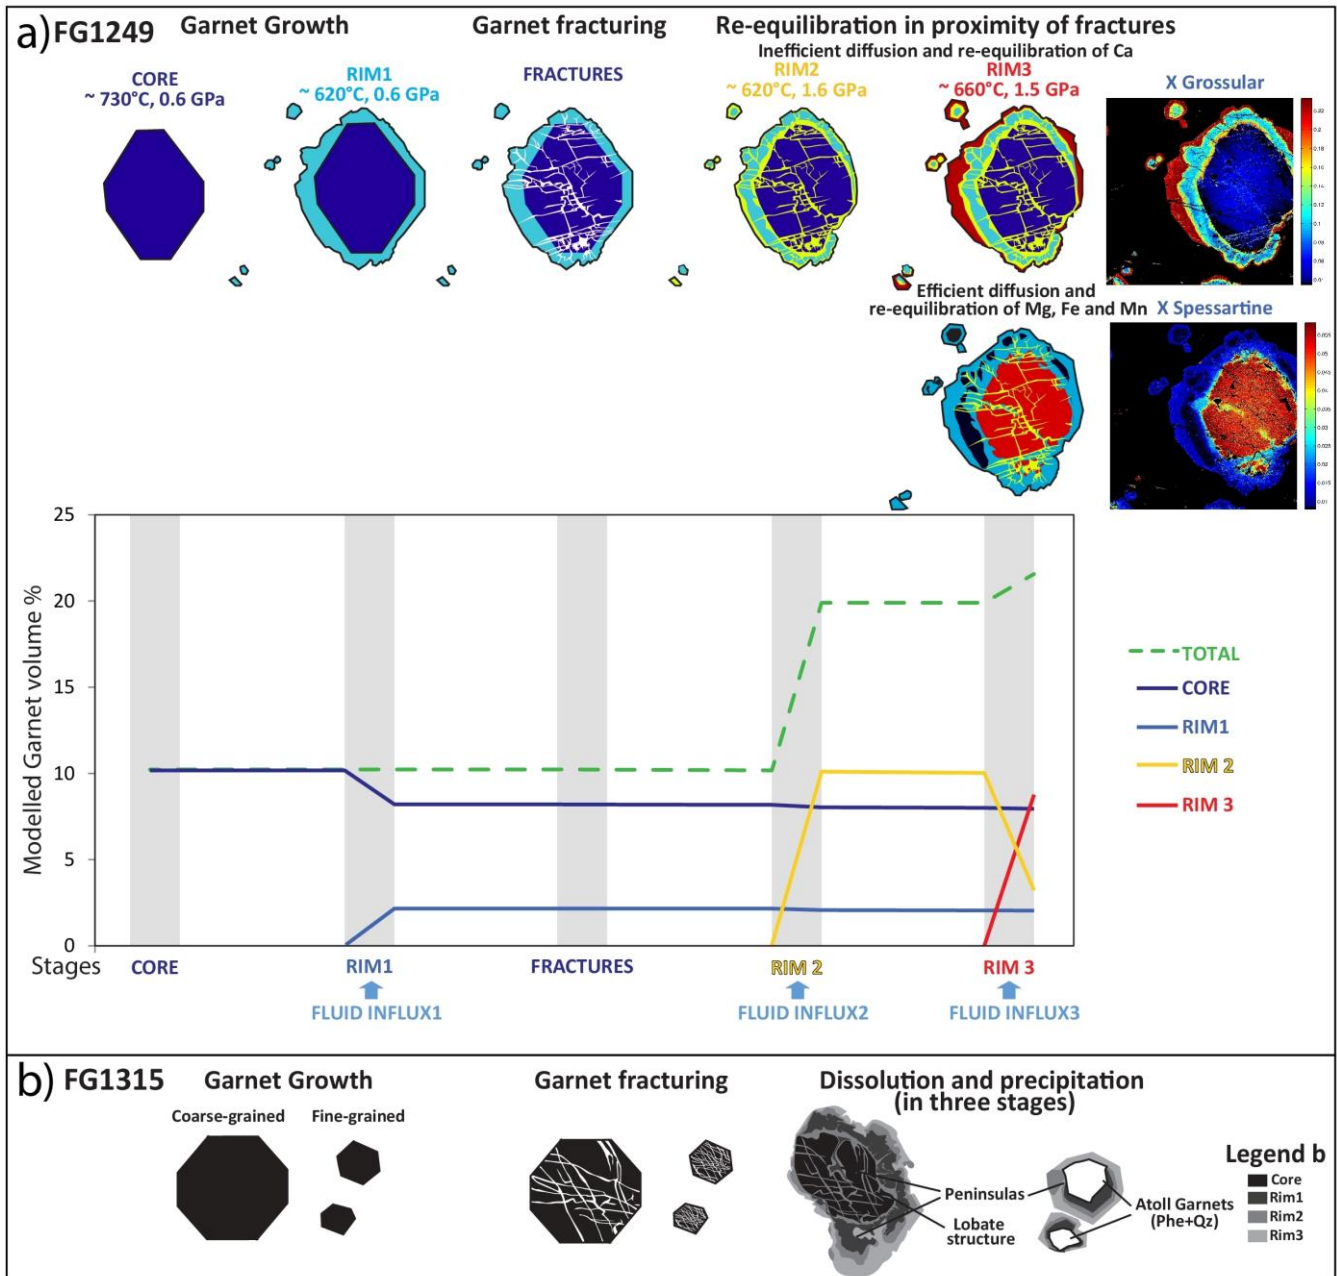 a) FG1249
Garnet Growth
Garnet fracturing
Re-equilibration in proximity of fractures
Inefficient diffusion and re-equilibration of Ca
CORE
~ 730°C, 0.6 GPa
RIM1
~ 620°C, 0.6 GPa
FRACTURES
RIM2
~ 620°C, 1.6 GPa
RIM3
~ 660°C, 1.5 GPa
X Grossular
Efficient diffusion and
re-equilibration of Mg, Fe and Mn
X Spessartine
Modelled Garnet volume %
25
20
15
10
5
0
TOTAL
CORE
RIM1
RIM 2
RIM 3
Stages
CORE
RIM1
FRACTURES
RIM 2
RIM 3
FLUID INFLUX1
FLUID INFLUX2
FLUID INFLUX3
b) FG1315
Garnet Growth
Garnet fracturing
Dissolution and precipitation
(in three stages)
Coarse-grained
Fine-grained
Peninsulas
Lobate
structure
Atoll Garnets
(Phe+Qz)
Legend b
Core
Rim1
Rim2
Rim3